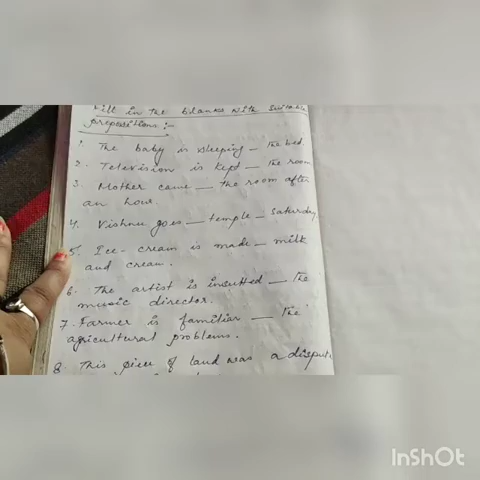 Fill in the blanks with suitable
prepositions :-
1. The baby is sleeping — the bed.
2. Television is kept — the room
3. Mother came — the room after
an hour.
4. Vishnu goes — temple — Saturday
5. Ice-cream is made — milk
and cream.
6. The artist is insulted — the
music director.
7. Farmer is familiar — the
agricultural problems.
8. This piece of land was a dispute
InShOt